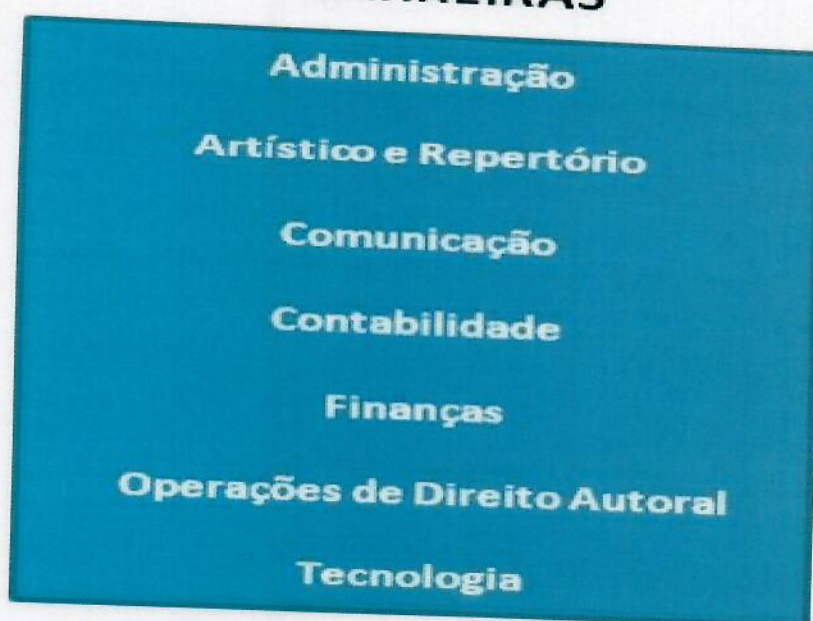 Administração
Artístico e Repertório
Comunicação
Contabilidade
Finanças
Operações de Direito Autoral
Tecnologia